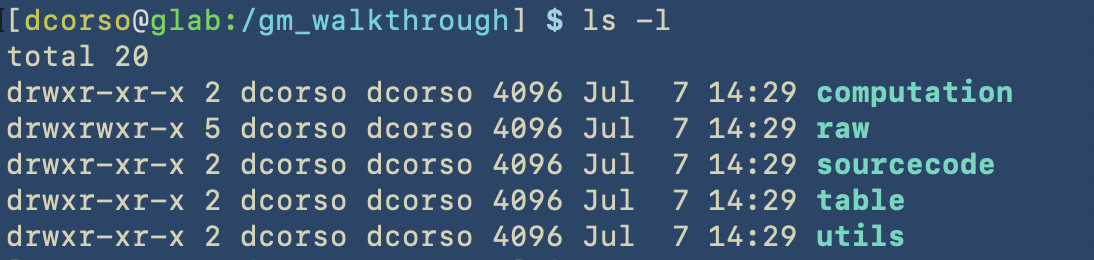 [dcorso@glab:/gm_walkthrough] $ ls -l
total 20
drwxr-xr-x 2 dcorso dcorso 4096 Jul  7 14:29 computation
drwxrwxr-x 5 dcorso dcorso 4096 Jul  7 14:29 raw
drwxr-xr-x 2 dcorso dcorso 4096 Jul  7 14:29 sourcecode
drwxr-xr-x 2 dcorso dcorso 4096 Jul  7 14:29 table
drwxr-xr-x 2 dcorso dcorso 4096 Jul  7 14:29 utils